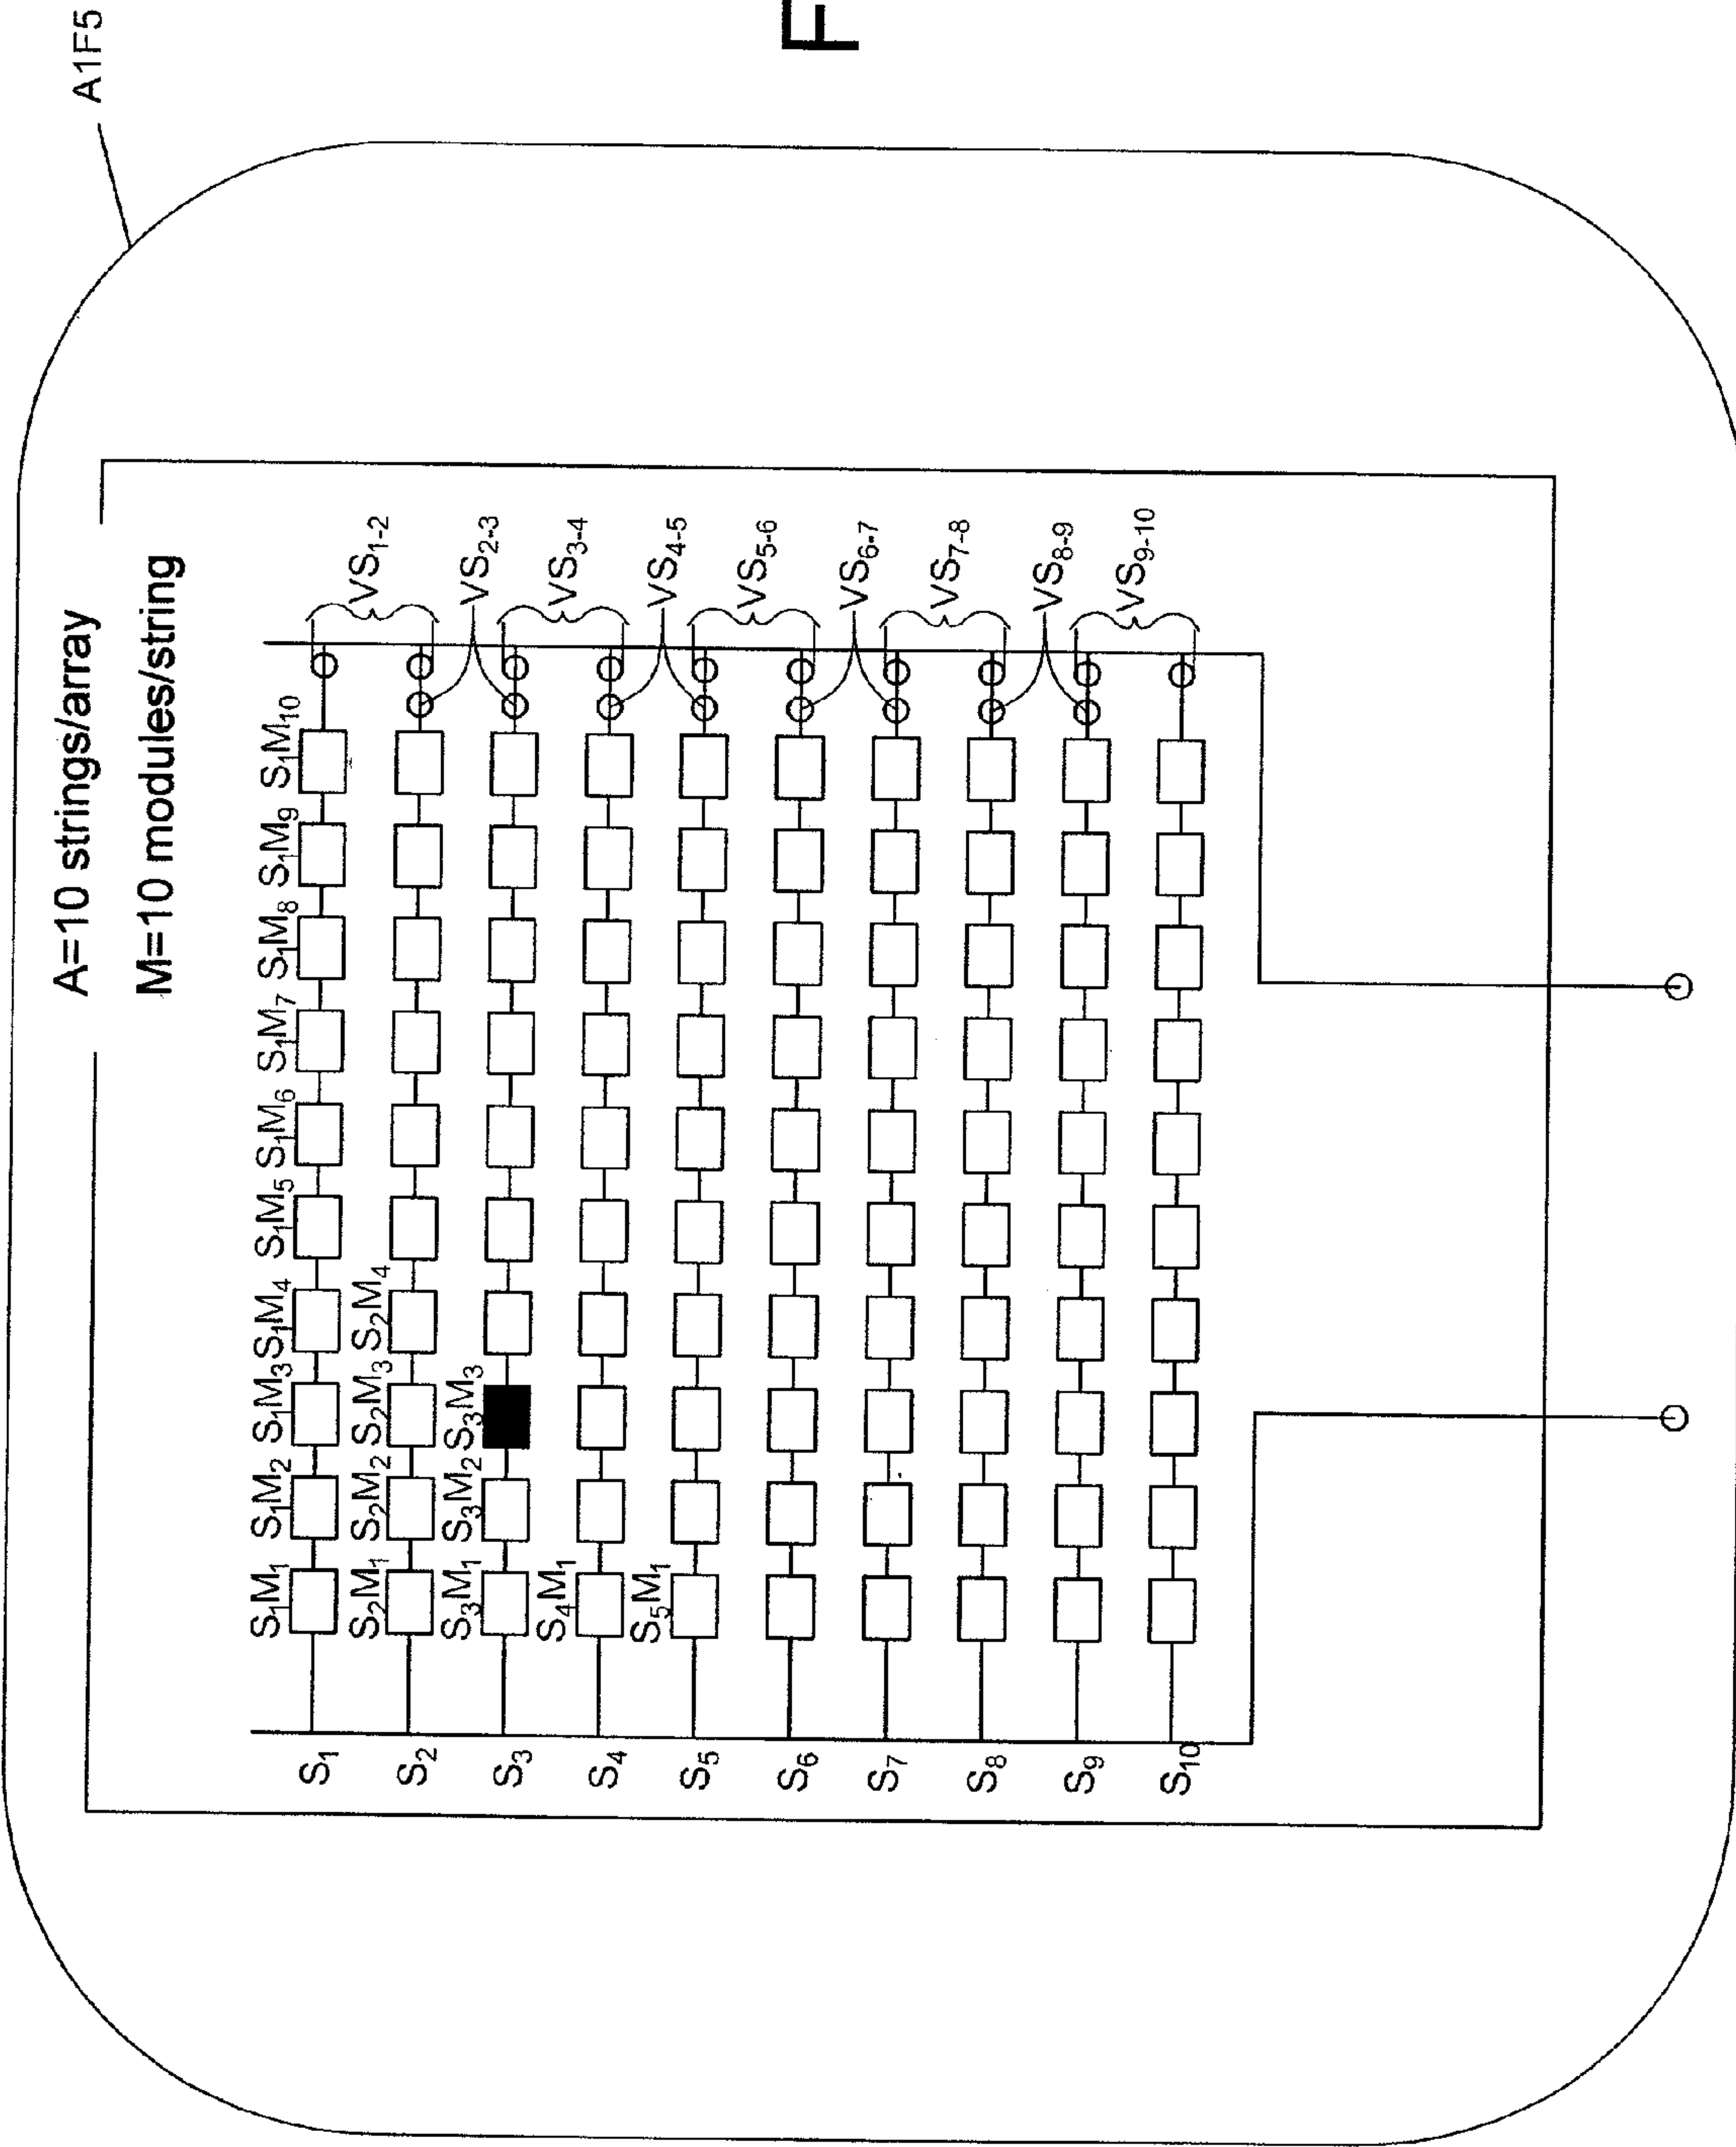 A1F5
F
A=10 strings/array
M=10 modules/string
S₁M₁ S₁M₂ S₁M₃ S₁M₄ S₁M₅ S₁M₆ S₁M₇ S₁M₈ S₁M₉ S₁M₁₀
S₂M₁ S₂M₂ S₂M₃ S₂M₄
S₃M₁ S₃M₂ S₃M₃
S₄M₁
S₅M₁
S₁
S₂
S₃
S₄
S₅
S₆
S₇
S₈
S₉
S₁₀
VS₁₋₂
VS₂₋₃
VS₃₋₄
VS₄₋₅
VS₅₋₆
VS₆₋₇
VS₇₋₈
VS₈₋₉
VS₉₋₁₀